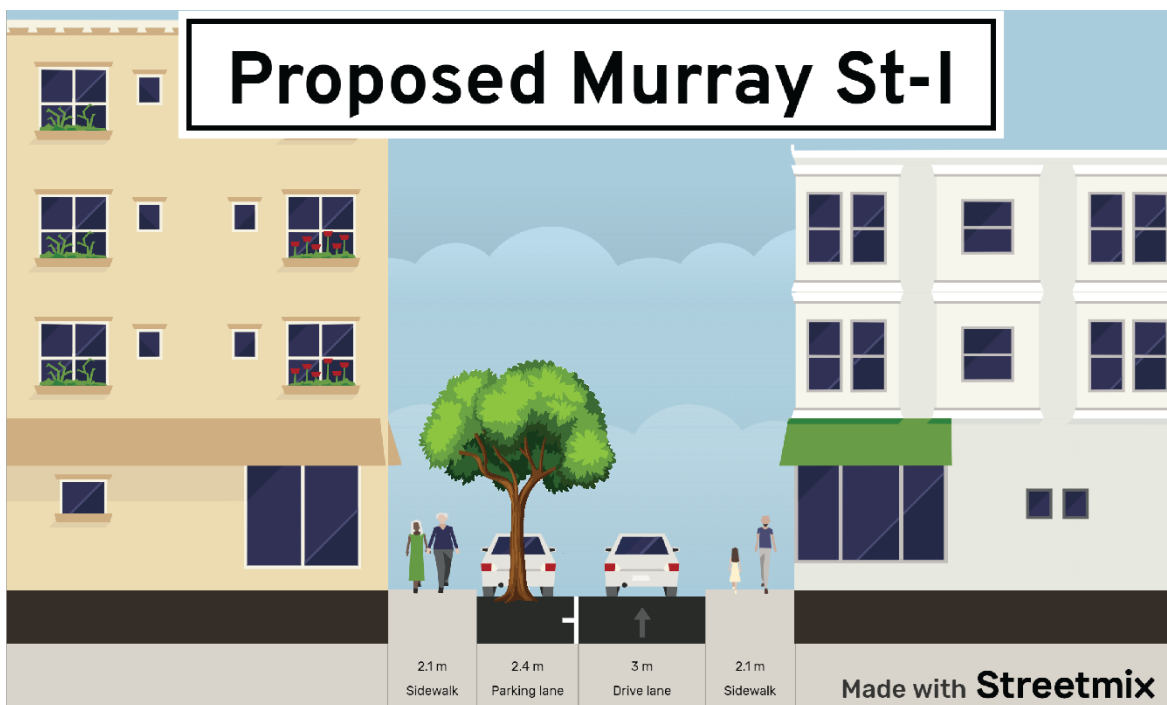 Proposed Murray St-I
2.1 m
Sidewalk
2.4 m
Parking lane
3 m
Drive lane
2.1 m
Sidewalk
Made with Streetmix